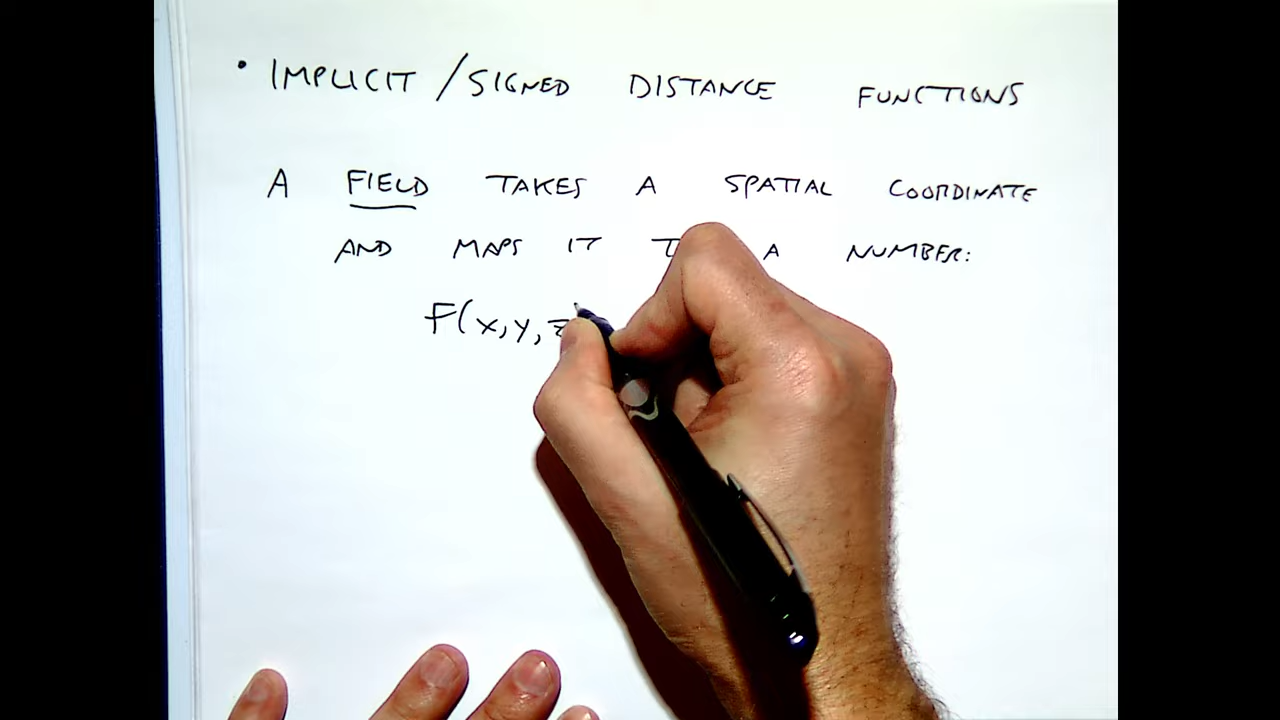 • IMPLICIT / SIGNED DISTANCE FUNCTIONS
A FIELD TAKES A SPATIAL COORDINATE
AND MAPS IT A NUMBER:
F(x, y, z